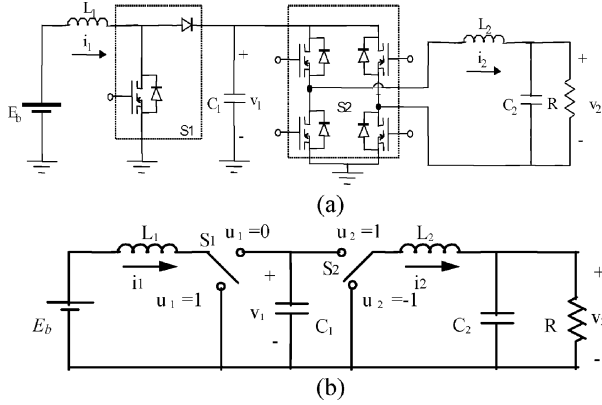 L1
i1
Eb
S1
C1
+
v1
-
S2
L2
i2
C2
R
+
v2
-
(a)
L1
i1
Eb
S1
u1=0
u1=1
+
v1
-
C1
u2=1
S2
u2=-1
L2
i2
C2
R
+
-
(b)